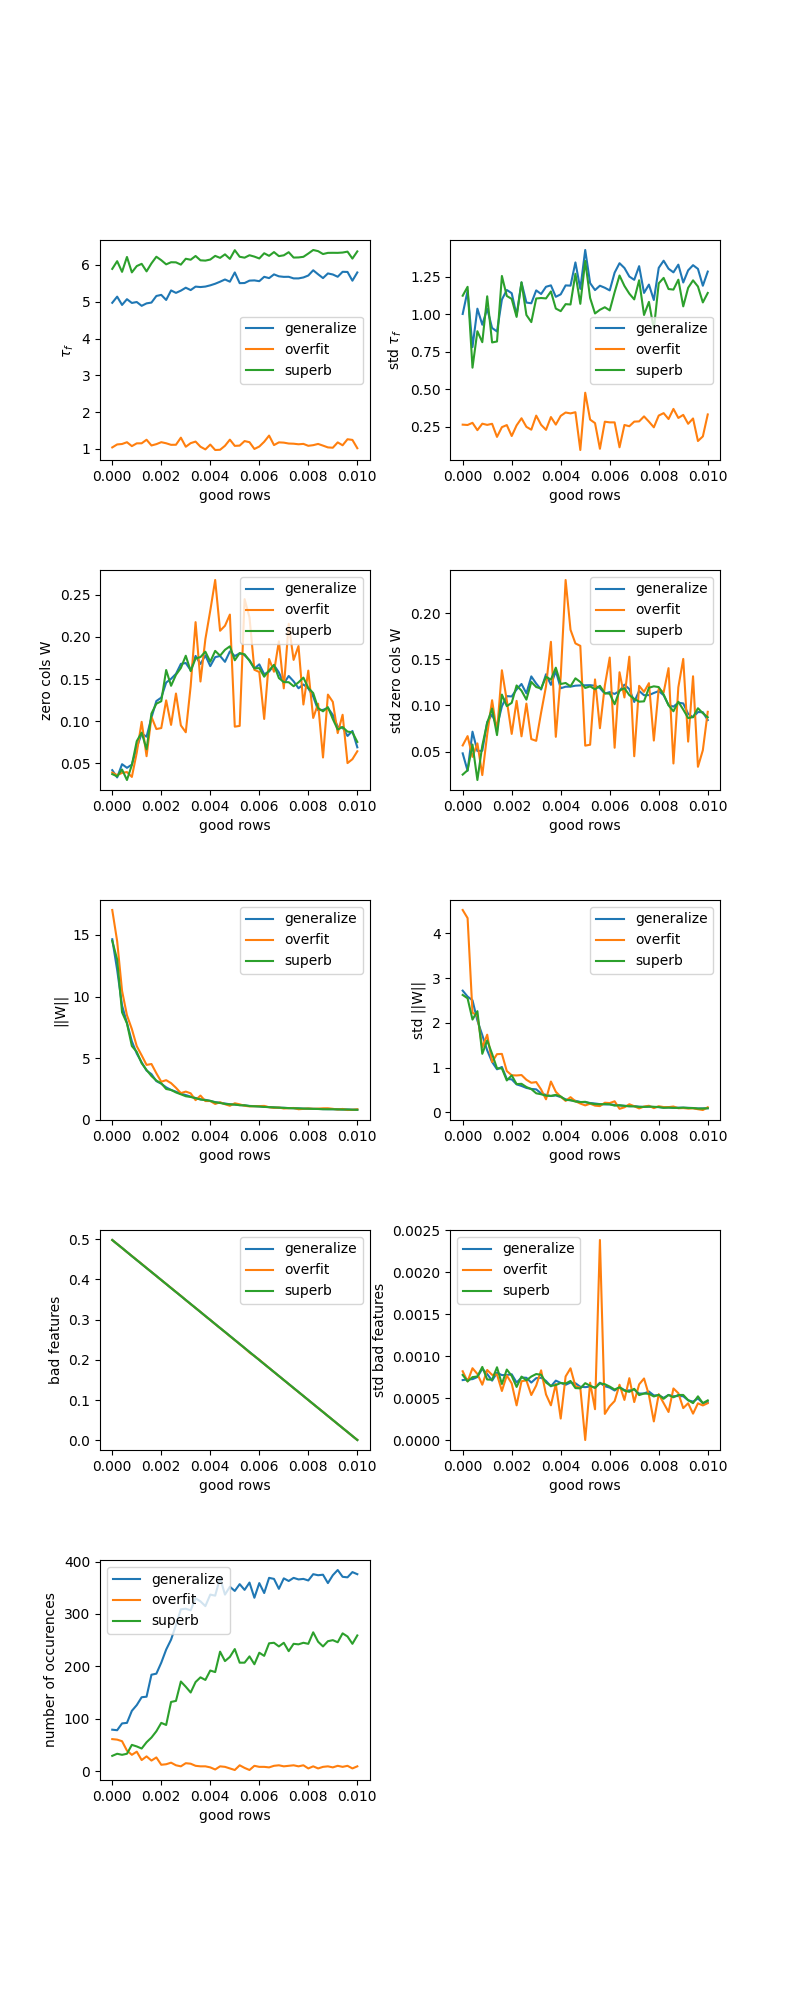 τ_f
6
5
4
3
2
1
generalize
overfit
superb
0.000 0.002 0.004 0.006 0.008 0.010
good rows
std τ_f
1.25
1.00
0.75
0.50
0.25
generalize
overfit
superb
0.000 0.002 0.004 0.006 0.008 0.010
good rows
zero cols W
0.25
0.20
0.15
0.10
0.05
generalize
overfit
superb
0.000 0.002 0.004 0.006 0.008 0.010
good rows
std zero cols W
0.20
0.15
0.10
0.05
generalize
overfit
superb
0.000 0.002 0.004 0.006 0.008 0.010
good rows
||W||
15
10
5
0
generalize
overfit
superb
0.000 0.002 0.004 0.006 0.008 0.010
good rows
std ||W||
4
3
2
1
0
generalize
overfit
superb
0.000 0.002 0.004 0.006 0.008 0.010
good rows
bad features
0.5
0.4
0.3
0.2
0.1
0.0
generalize
overfit
superb
0.000 0.002 0.004 0.006 0.008 0.010
good rows
std bad features
0.0025
0.0020
0.0015
0.0010
0.0005
0.0000
generalize
overfit
superb
0.000 0.002 0.004 0.006 0.008 0.010
good rows
number of occurences
400
300
200
100
0
generalize
overfit
superb
0.000 0.002 0.004 0.006 0.008 0.010
good rows